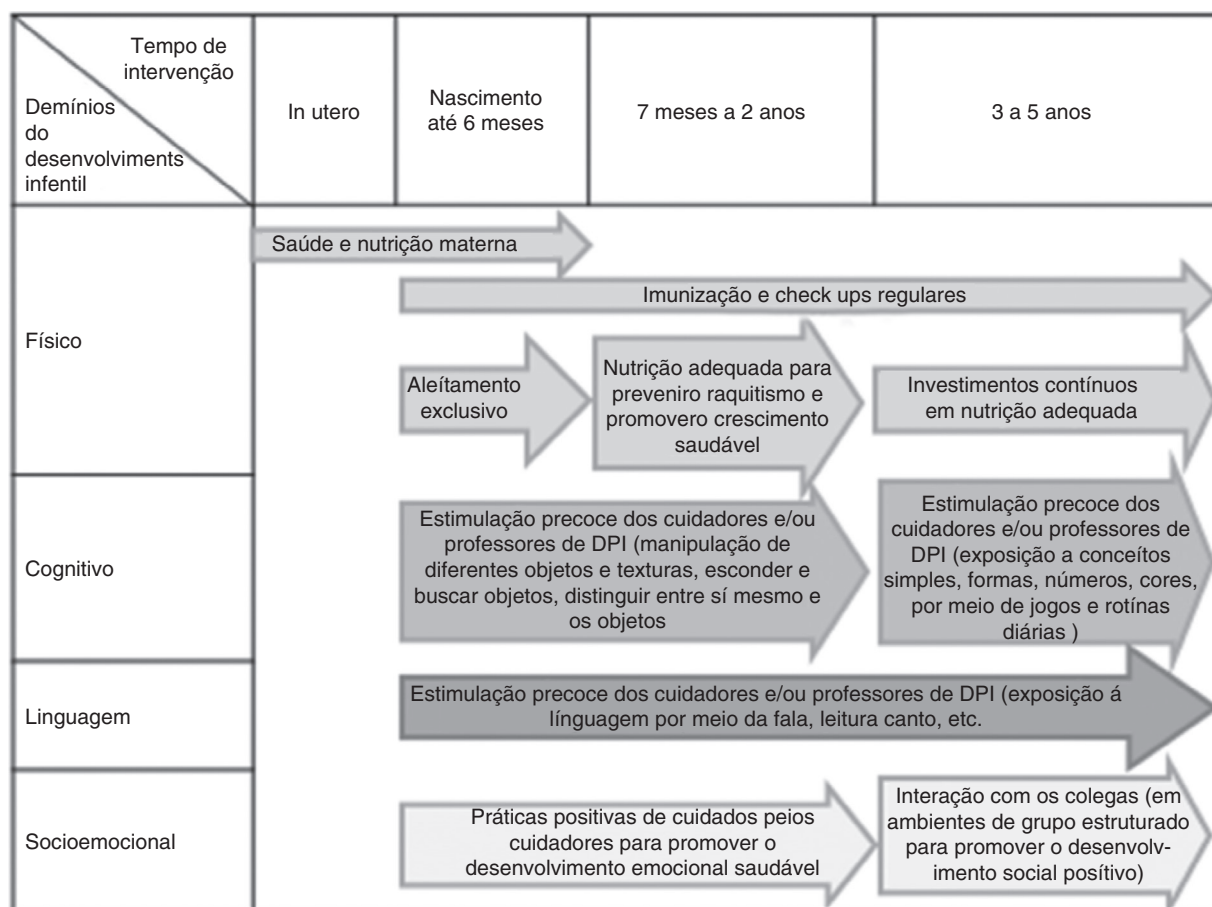 Tempo de
intervenção
Demínios
do
desenvolviments
infentil
In utero
Nascimento
até 6 meses
7 meses a 2 anos
3 a 5 anos
Físico
Saúde e nutrição materna
Imunização e check ups regulares
Aleítamento
exclusivo
Nutrição adequada para
preveniro raquitismo e
promovero crescimento
saudável
Investimentos contínuos
em nutrição adequada
Cognitivo
Estimulação precoce dos cuidadores e/ou
professores de DPI (manipulação de
diferentes objetos e texturas, esconder e
buscar objetos, distinguir entre sí mesmo e
os objetos
Estimulação precoce dos
cuidadores e/ou professores de
DPI (exposição a conceítos
simples, formas, números, cores,
por meio de jogos e rotínas
diárias )
Linguagem
Estimulação precoce dos cuidadores e/ou professores de DPI (exposição á
línguagem por meio da fala, leitura canto, etc.
Socioemocional
Práticas positivas de cuidados peios
cuidadores para promover o
desenvolvimento emocional saudável
Interação com os colegas (em
ambientes de grupo estruturado
para promover o desenvolv-
imento social posítivo)